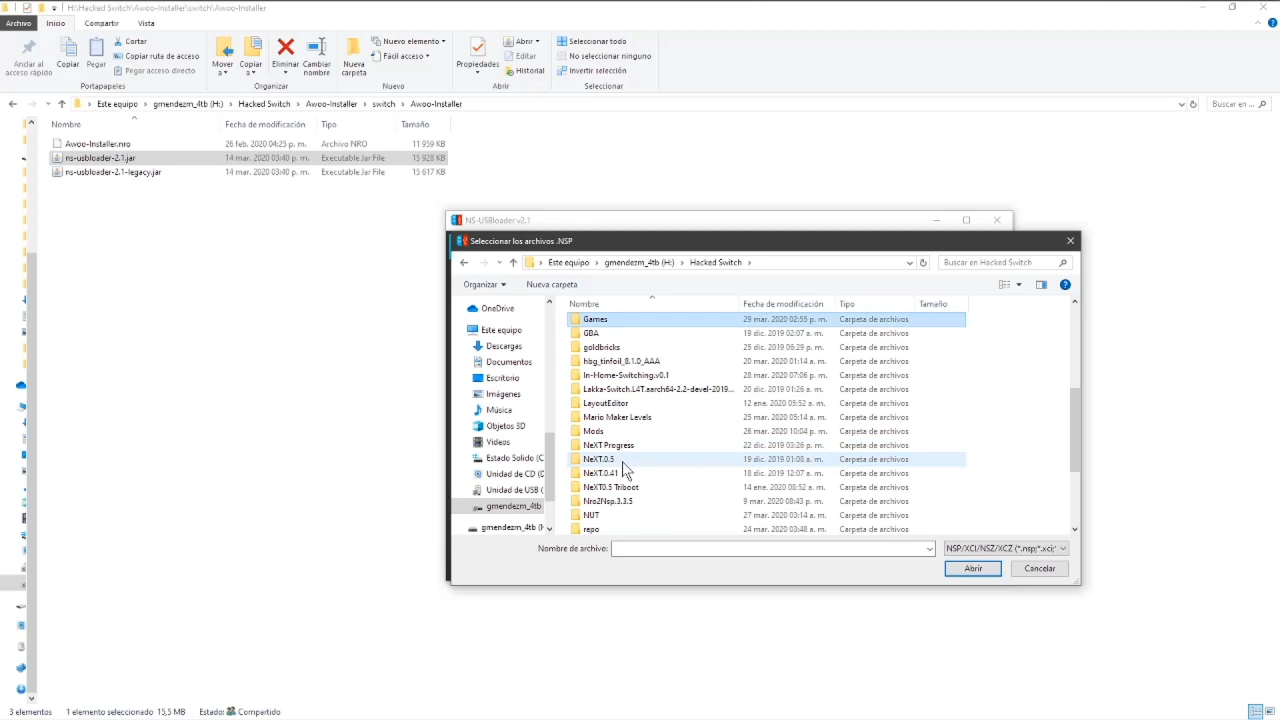 H:\Hacked Switch\Awoo-Installer\switch\Awoo-Installer
Archivo Inicio Compartir Vista
Andar al acceso rápido
Copiar
Pegar
Cortar
Copiar ruta de acceso
Pegar acceso directo
Portapapeles
Mover a
Copiar a
Eliminar
Cambiar nombre
Organizar
Nueva carpeta
Nuevo elemento
Fácil acceso
Nuevo
Propiedades
Abrir
Editar
Historial
Abrir
Seleccionar todo
No seleccionar ninguno
Invertir selección
Seleccionar
Este equipo > gmendezm_4tb (H:) > Hacked Switch > Awoo-Installer > switch > Awoo-Installer
Buscar en ...
Nombre Fecha de modificación Tipo Tamaño
Awoo-Installer.nro 26 feb. 2020 04:25 p. m. Archivo NRO 11 959 KB
ns-usbloader-2.1.jar 14 mar. 2020 03:40 p. m. Executable Jar File 15 928 KB
ns-usbloader-2.1-legacy.jar 14 mar. 2020 03:40 p. m. Executable Jar File 15 617 KB
NS-USBloader v2.1
Seleccionar los archivos .NSP
Este equipo > gmendezm_4tb (H:) > Hacked Switch >
Buscar en Hacked Switch
Organizar Nueva carpeta
OneDrive
Este equipo
Descargas
Documentos
Escritorio
Imágenes
Música
Objetos 3D
Videos
Estado Solido (C
Unidad de CD (D
Unidad de USB (
gmendezm_4tb
gmendezm_4tb (H
Nombre Fecha de modificación Tipo Tamaño
Games 29 mar. 2020 02:55 p. m. Carpeta de archivos
GBA 19 dic. 2019 02:07 a. m. Carpeta de archivos
goldbricks 25 dic. 2019 06:29 p. m. Carpeta de archivos
hbg_tinfoil_8.1.0_AAA 20 mar. 2020 01:14 a. m. Carpeta de archivos
In-Home-Switching.v0.1 28 mar. 2020 07:06 p. m. Carpeta de archivos
Lakka-Switch.L4T.aarch64-2.2-devel-2019... 20 dic. 2019 01:26 a. m. Carpeta de archivos
LayoutEditor 12 ene. 2020 05:52 a. m. Carpeta de archivos
Mario Maker Levels 25 mar. 2020 05:14 a. m. Carpeta de archivos
Mods 26 mar. 2020 10:04 p. m. Carpeta de archivos
NeXT Progress 22 dic. 2019 03:26 p. m. Carpeta de archivos
NeXT.0.5 19 dic. 2019 01:08 a. m. Carpeta de archivos
NeXT.0.41 18 dic. 2019 12:07 a. m. Carpeta de archivos
NeXT0.5 Triboot 14 ene. 2020 08:52 a. m. Carpeta de archivos
Nro2Nsp.3.3.5 9 mar. 2020 08:43 p. m. Carpeta de archivos
NUT 27 mar. 2020 03:14 a. m. Carpeta de archivos
repo 24 mar. 2020 03:48 a. m. Carpeta de archivos
Nombre de archivo:
NSP/XCI/NSZ/XCZ (*.nsp;*.xci;*
Abrir Cancelar
3 elementos 1 elemento seleccionado 15,5 MB Estado: Compartido